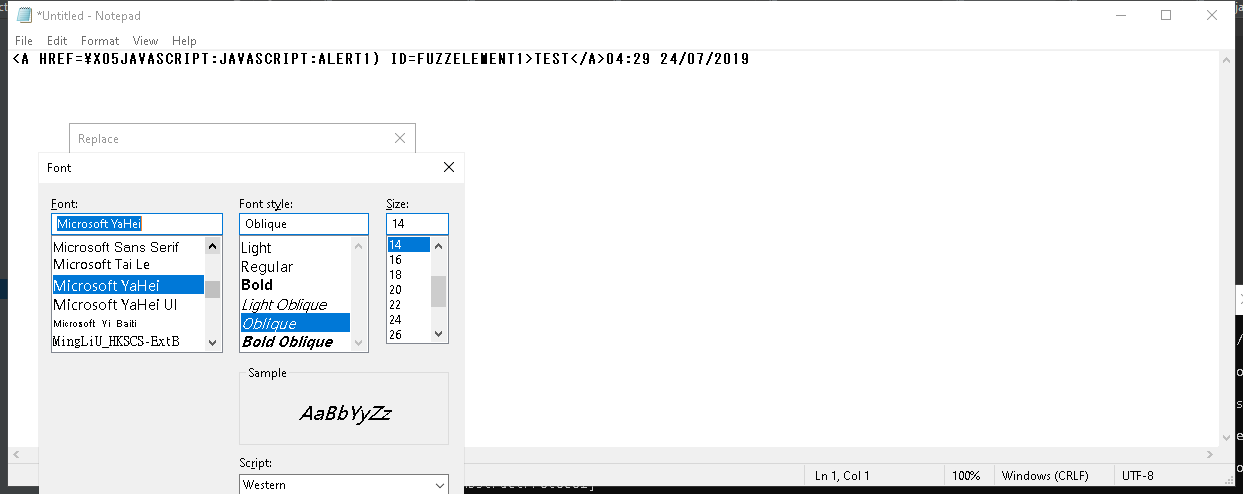 *Untitled - Notepad
File Edit Format View Help
<A HREF=¥X05JAVASCRIPT:JAVASCRIPT:ALERT1) ID=FUZZELEMENT1>TEST</A>04:29 24/07/2019
Replace
Font
Font: Font style: Size:
Microsoft YaHei Oblique 14
Microsoft Sans Serif Light 14
Microsoft Tai Le Regular 16
Microsoft YaHei Bold 18
Microsoft YaHei UI Light Oblique 20
Microsoft Yi Baiti Oblique 22
MingLiU_HKSCS-ExtB Bold Oblique 24
26
Sample
AaBbYyZz
Script:
Western
Ln 1, Col 1 100% Windows (CRLF) UTF-8